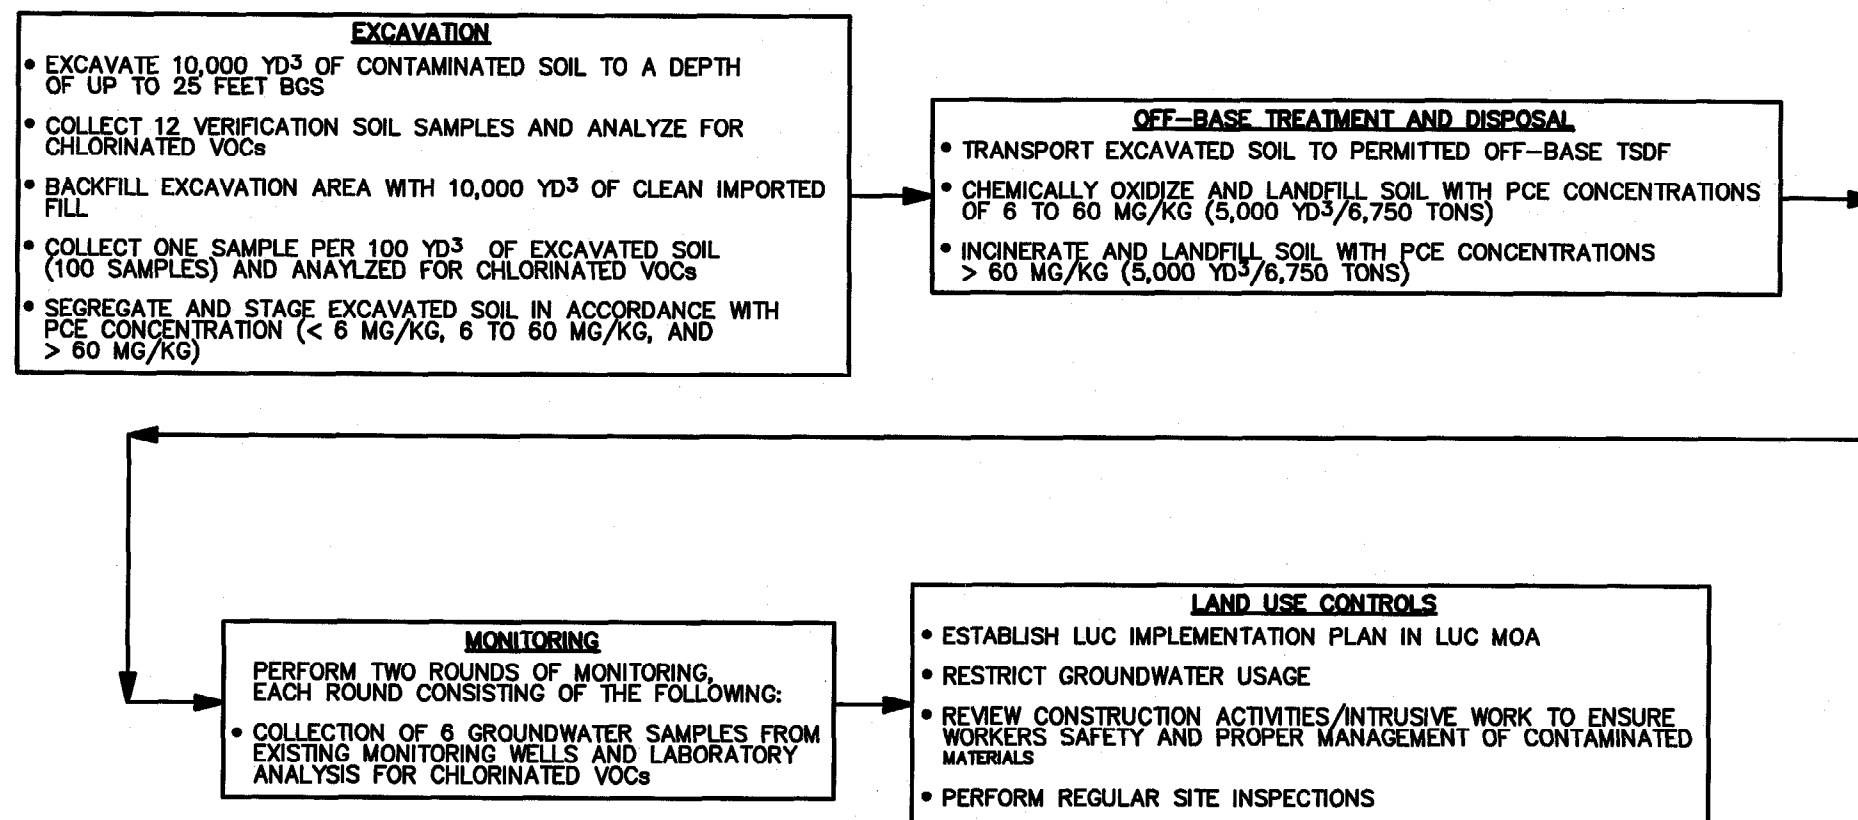 EXCAVATION
• EXCAVATE 10,000 YD³ OF CONTAMINATED SOIL TO A DEPTH
OF UP TO 25 FEET BGS
• COLLECT 12 VERIFICATION SOIL SAMPLES AND ANALYZE FOR
CHLORINATED VOCs
• BACKFILL EXCAVATION AREA WITH 10,000 YD³ OF CLEAN IMPORTED
FILL
• COLLECT ONE SAMPLE PER 100 YD³ OF EXCAVATED SOIL
(100 SAMPLES) AND ANAYLZED FOR CHLORINATED VOCs
• SEGREGATE AND STAGE EXCAVATED SOIL IN ACCORDANCE WITH
PCE CONCENTRATION (< 6 MG/KG, 6 TO 60 MG/KG, AND
> 60 MG/KG)
OFF-BASE TREATMENT AND DISPOSAL
• TRANSPORT EXCAVATED SOIL TO PERMITTED OFF-BASE TSDF
• CHEMICALLY OXIDIZE AND LANDFILL SOIL WITH PCE CONCENTRATIONS
OF 6 TO 60 MG/KG (5,000 YD³/6,750 TONS)
• INCINERATE AND LANDFILL SOIL WITH PCE CONCENTRATIONS
> 60 MG/KG (5,000 YD³/6,750 TONS)
MONITORING
PERFORM TWO ROUNDS OF MONITORING,
EACH ROUND CONSISTING OF THE FOLLOWING:
• COLLECTION OF 6 GROUNDWATER SAMPLES FROM
EXISTING MONITORING WELLS AND LABORATORY
ANALYSIS FOR CHLORINATED VOCs
LAND USE CONTROLS
• ESTABLISH LUC IMPLEMENTATION PLAN IN LUC MOA
• RESTRICT GROUNDWATER USAGE
• REVIEW CONSTRUCTION ACTIVITIES/INTRUSIVE WORK TO ENSURE
WORKERS SAFETY AND PROPER MANAGEMENT OF CONTAMINATED
MATERIALS
• PERFORM REGULAR SITE INSPECTIONS